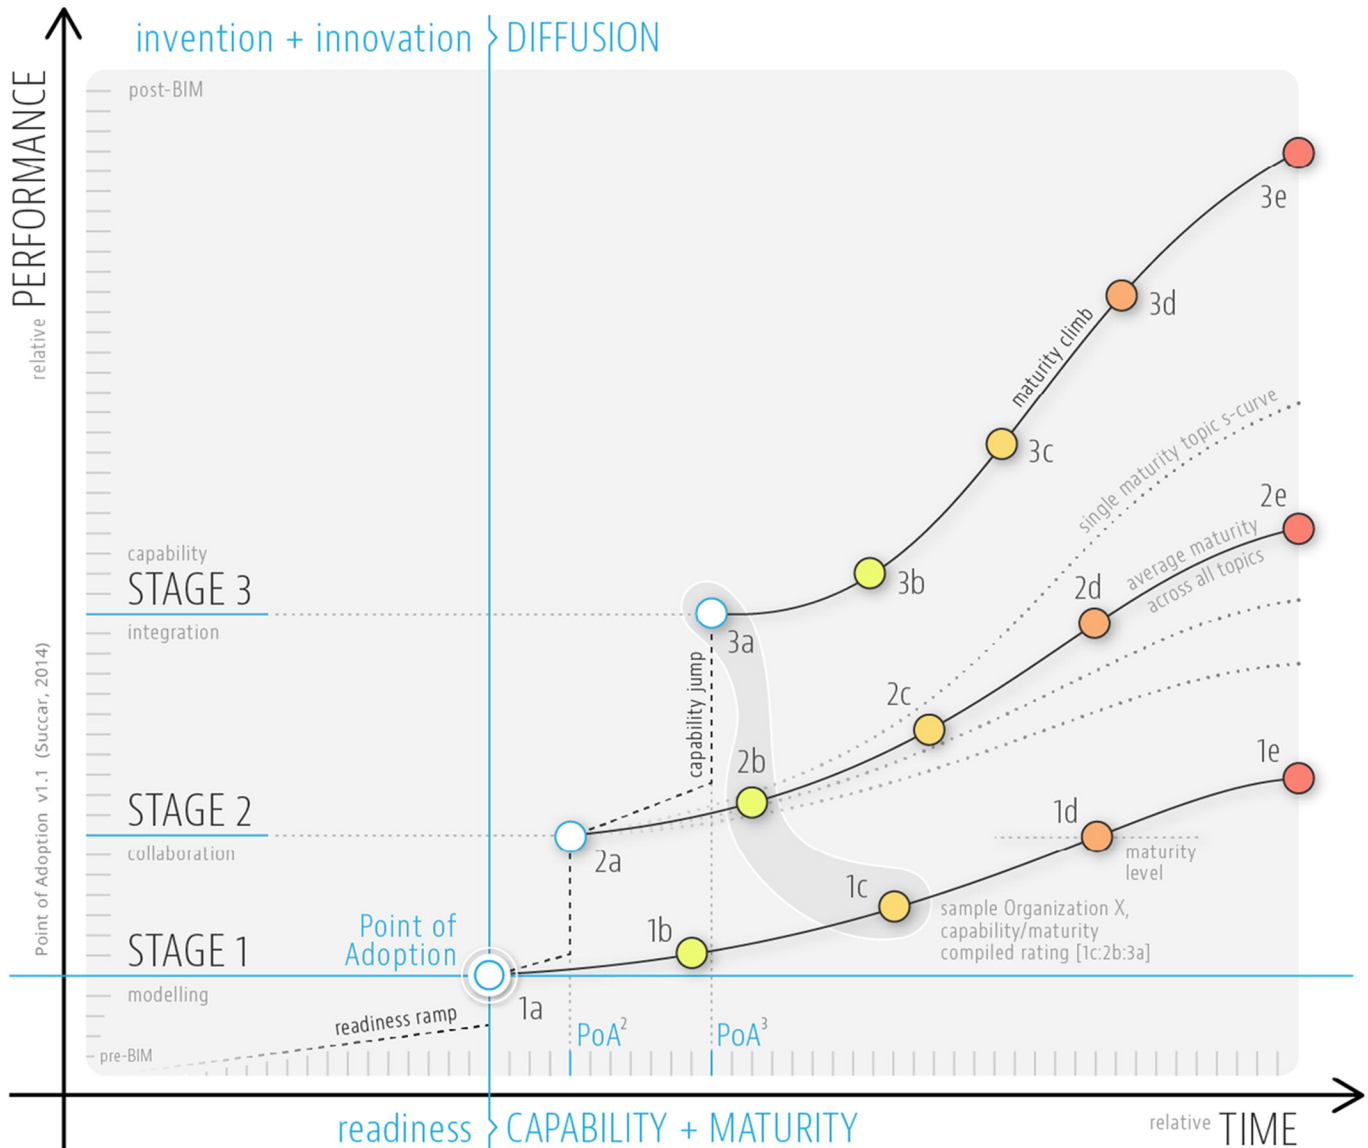 invention + innovation
DIFFUSION
relative PERFORMANCE
post-BIM
3e
3d
maturity climb
3c
single maturity topic s-curve
2e
average maturity
across all topics
capability
STAGE 3
integration
3b
2d
3a
capability jump
2c
2b
1e
STAGE 2
collaboration
2a
1d
maturity
level
1c
sample Organization X,
capability/maturity
compiled rating [1c:2b:3a]
Point of
Adoption
1b
STAGE 1
modelling
1a
readiness ramp
PoA²
PoA³
pre-BIM
Point of Adoption v1.1 (Succar, 2014)
readiness
CAPABILITY + MATURITY
relative TIME